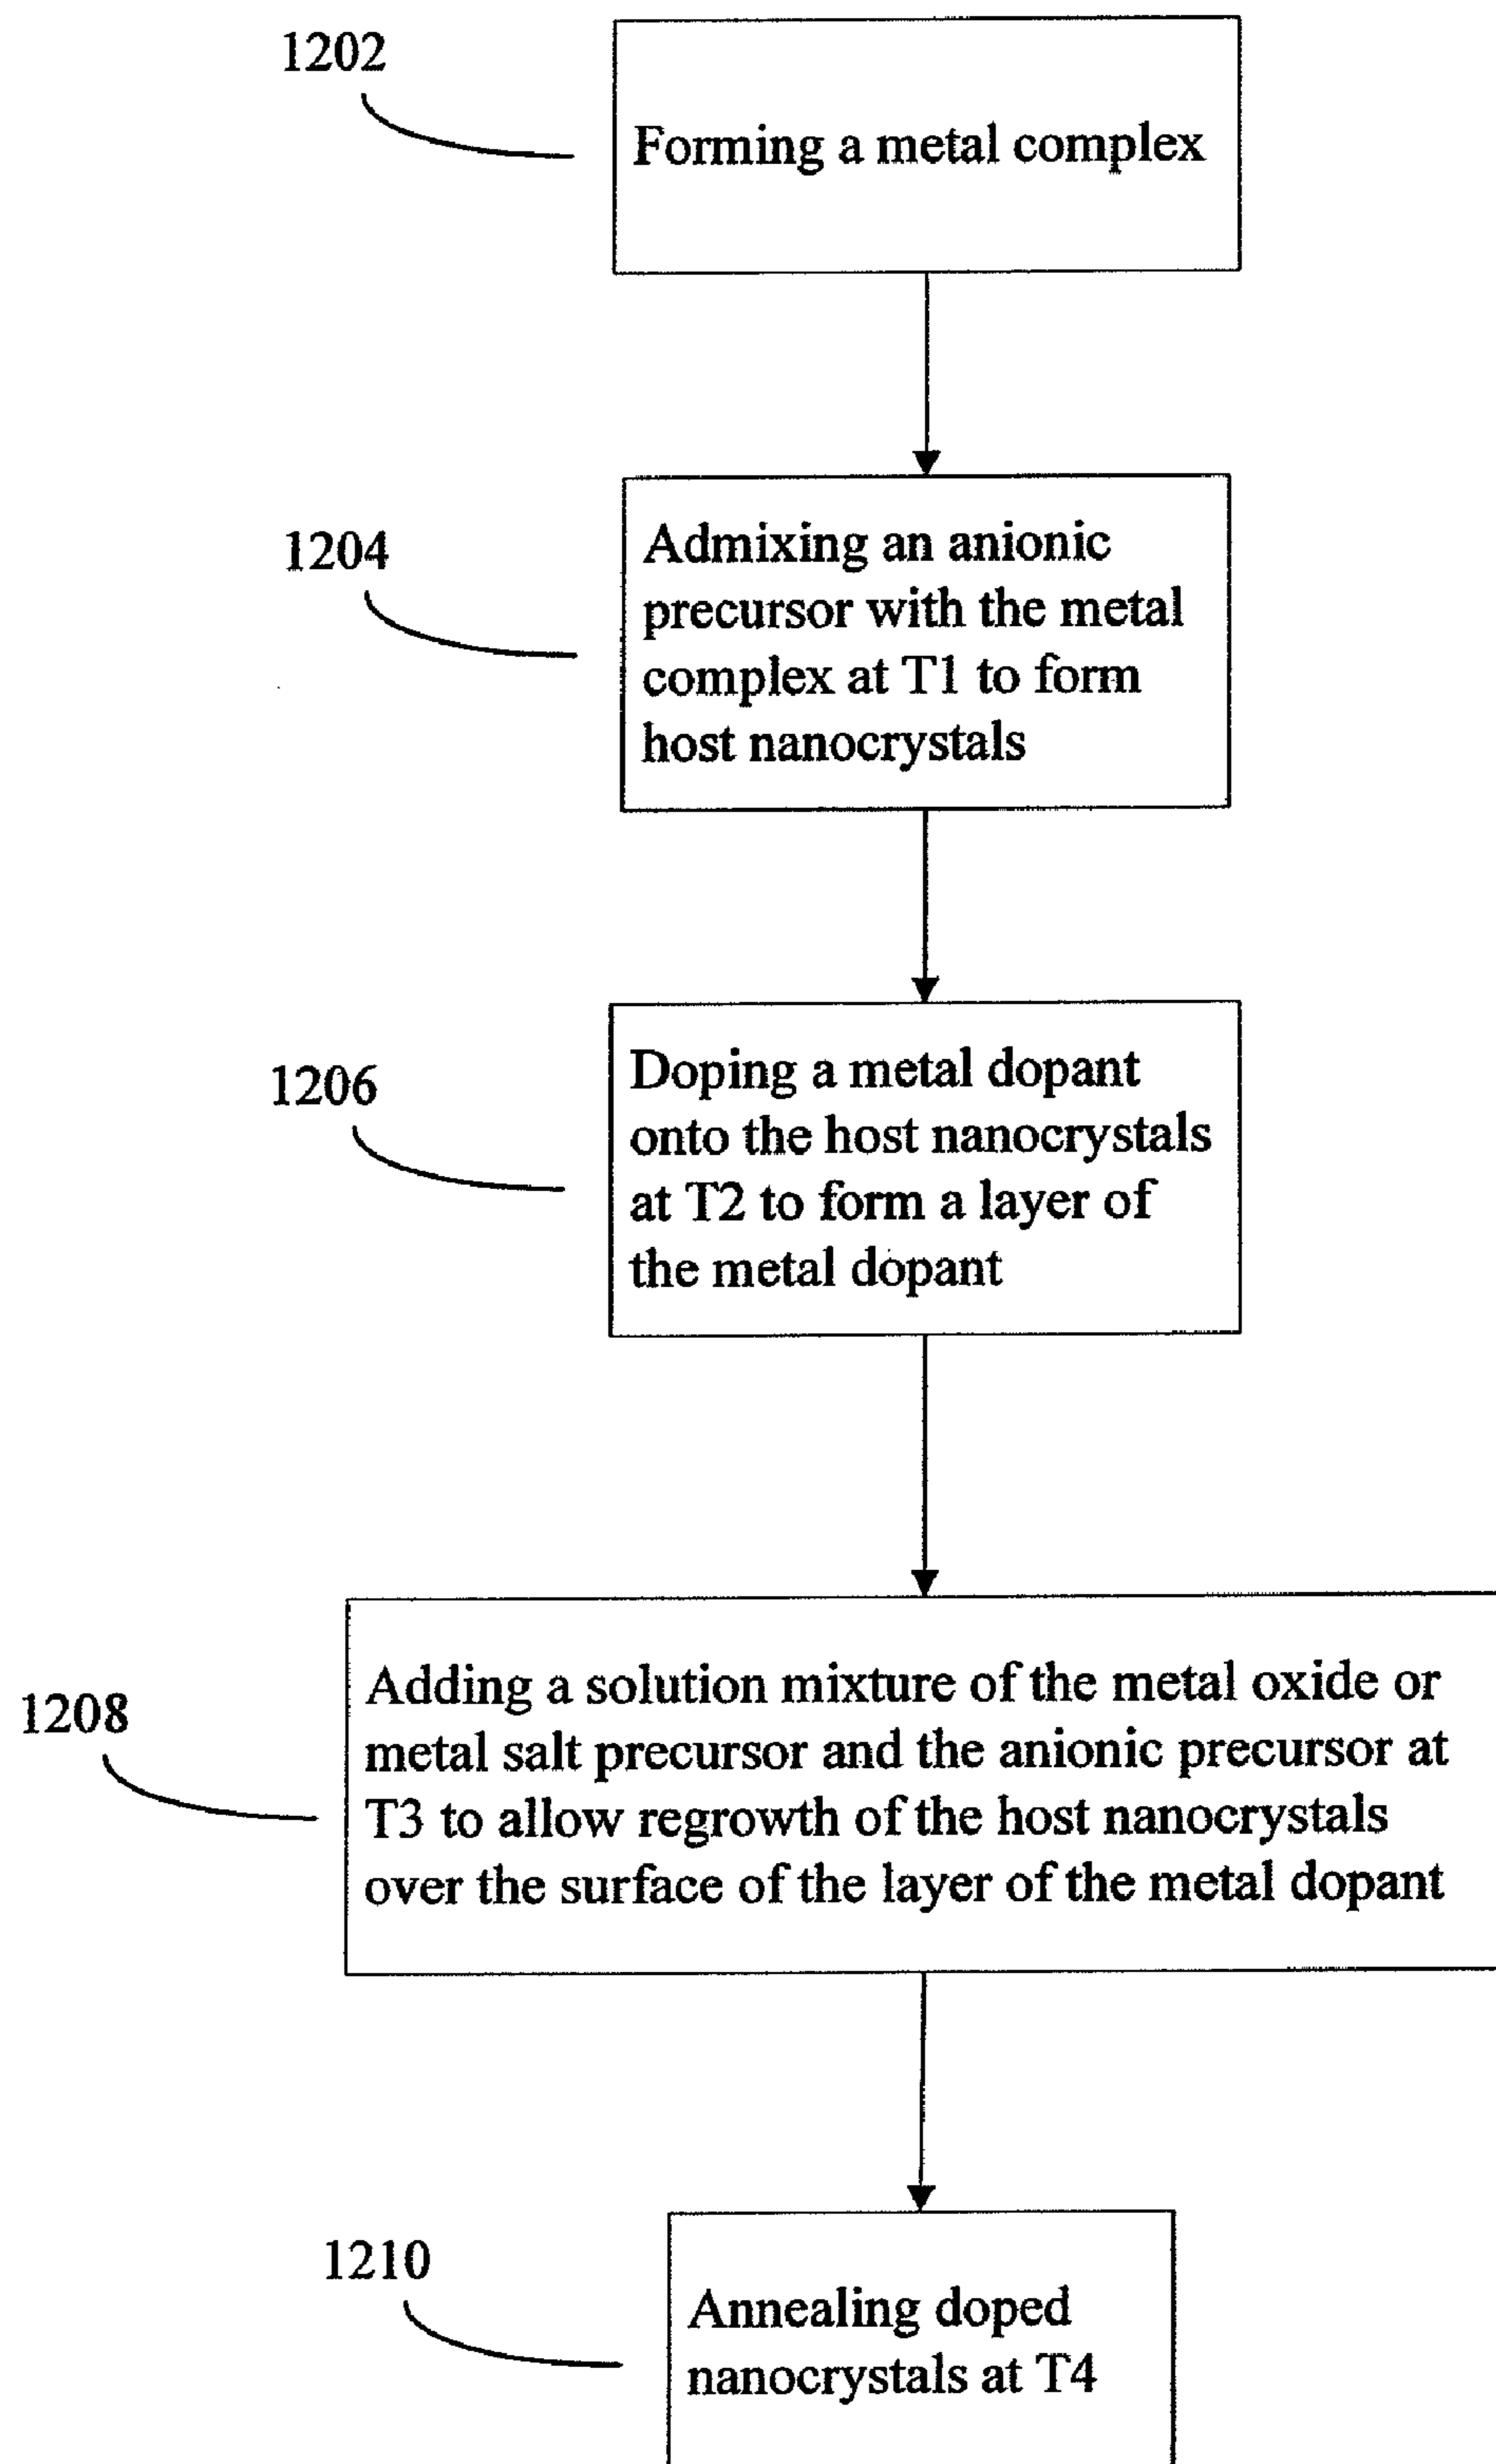 1202
Forming a metal complex
1204
Admixing an anionic
precursor with the metal
complex at T1 to form
host nanocrystals
1206
Doping a metal dopant
onto the host nanocrystals
at T2 to form a layer of
the metal dopant
1208
Adding a solution mixture of the metal oxide or
metal salt precursor and the anionic precursor at
T3 to allow regrowth of the host nanocrystals
over the surface of the layer of the metal dopant
1210
Annealing doped
nanocrystals at T4